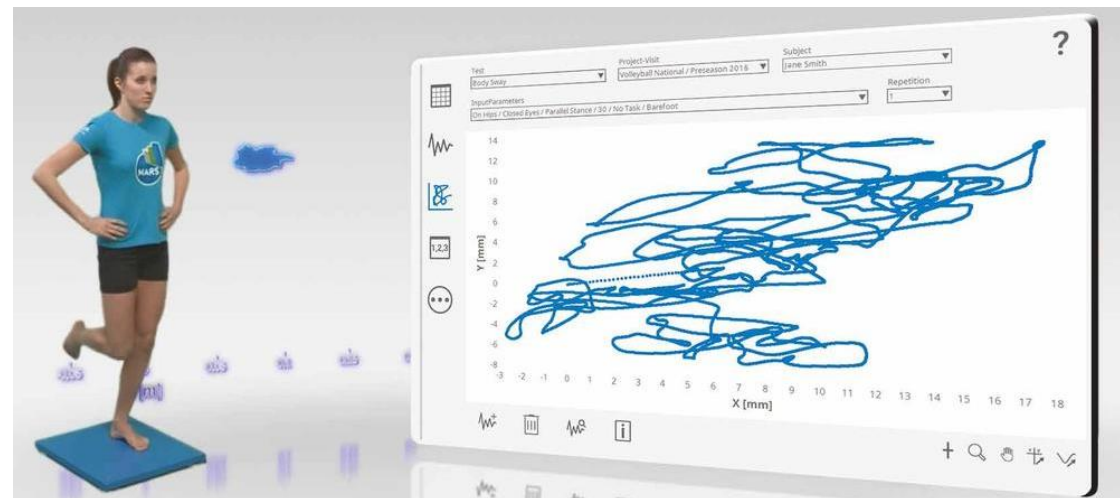 ?
Test
Body Sway
Project-Visit
Volleyball National / Preseason 2016
Subject
Jane Smith
InputParameters
On Hips / Closed Eyes / Parallel Stance / 30 / No Task / Barefoot
Repetition
1
MARS
1,2,3
14
12
10
8
6
4
2
0
-2
-4
-6
-8
Y [mm]
-3 -2 -1 0 1 2 3 4 5 6 7 8 9 10 11 12 13 14 15 16 17 18
X [mm]
i